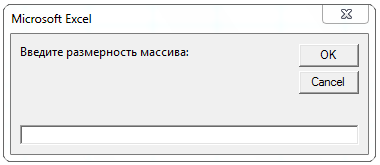 Microsoft Excel
Введите размерность массива:
OK
Cancel